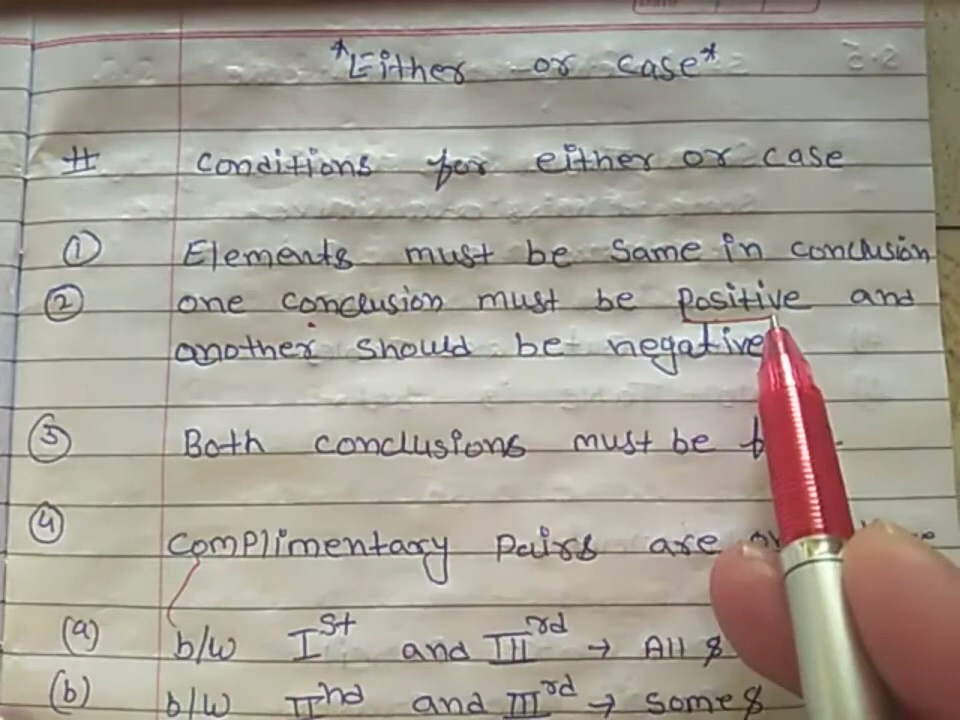 *Either or case*
# Conditions for either or case
① Elements must be same in conclusion
② one conclusion must be positive and
another should be negative
③ Both conclusions must be
④ Complimentary pairs are
(a) b/w Ist and IIIrd → All &
(b) b/w IInd and IIIrd → some &